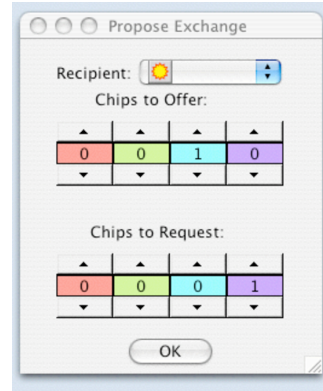 Propose Exchange
Recipient:
Chips to Offer:
0 0 1 0
Chips to Request:
0 0 0 1
OK